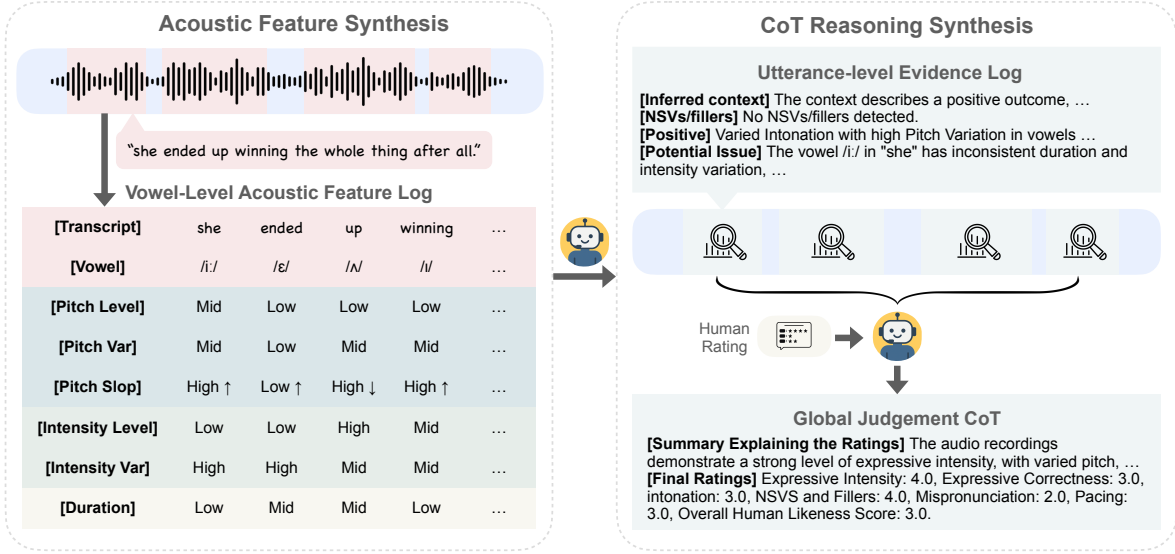 Acoustic Feature Synthesis
“she ended up winning the whole thing after all.”
Vowel-Level Acoustic Feature Log
[Transcript] she ended up winning ...
[Vowel] /iː/ /ɛ/ /ʌ/ /ɪ/ ...
[Pitch Level] Mid Low Low Low ...
[Pitch Var] Mid Low Mid Mid ...
[Pitch Slop] High ↑ Low ↑ High ↓ High ↑ ...
[Intensity Level] Low Low High Mid ...
[Intensity Var] High High Mid Mid ...
[Duration] Low Mid Mid Low ...
CoT Reasoning Synthesis
Utterance-level Evidence Log
[Inferred context] The context describes a positive outcome, ...
[NSVs/fillers] No NSVs/fillers detected.
[Positive] Varied Intonation with high Pitch Variation in vowels ...
[Potential Issue] The vowel /iː/ in "she" has inconsistent duration and
intensity variation, ...
Human
Rating
Global Judgement CoT
[Summary Explaining the Ratings] The audio recordings
demonstrate a strong level of expressive intensity, with varied pitch, ...
[Final Ratings] Expressive Intensity: 4.0, Expressive Correctness: 3.0,
intonation: 3.0, NSVS and Fillers: 4.0, Mispronunciation: 2.0, Pacing:
3.0, Overall Human Likeness Score: 3.0.